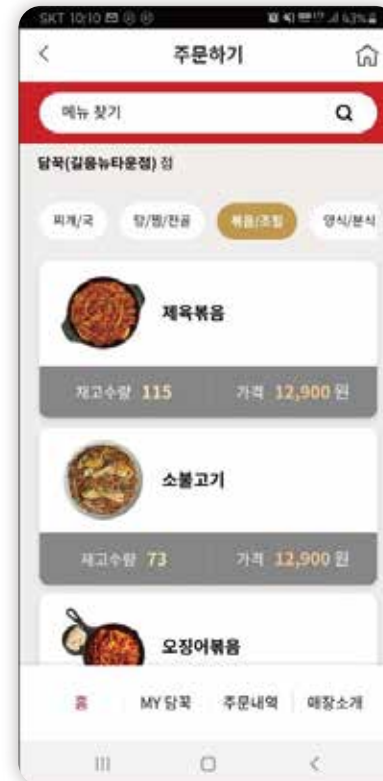 SKT 10:10 43%
주문하기
메뉴 찾기
담꾹(길음뉴타운점) 점
찌개/국 탕/찜/전골 볶음/조림 양식/분식
제육볶음
재고수량 115 가격 12,900 원
소불고기
재고수량 73 가격 12,900 원
오징어볶음
홈 MY 담꾹 주문내역 매장소개